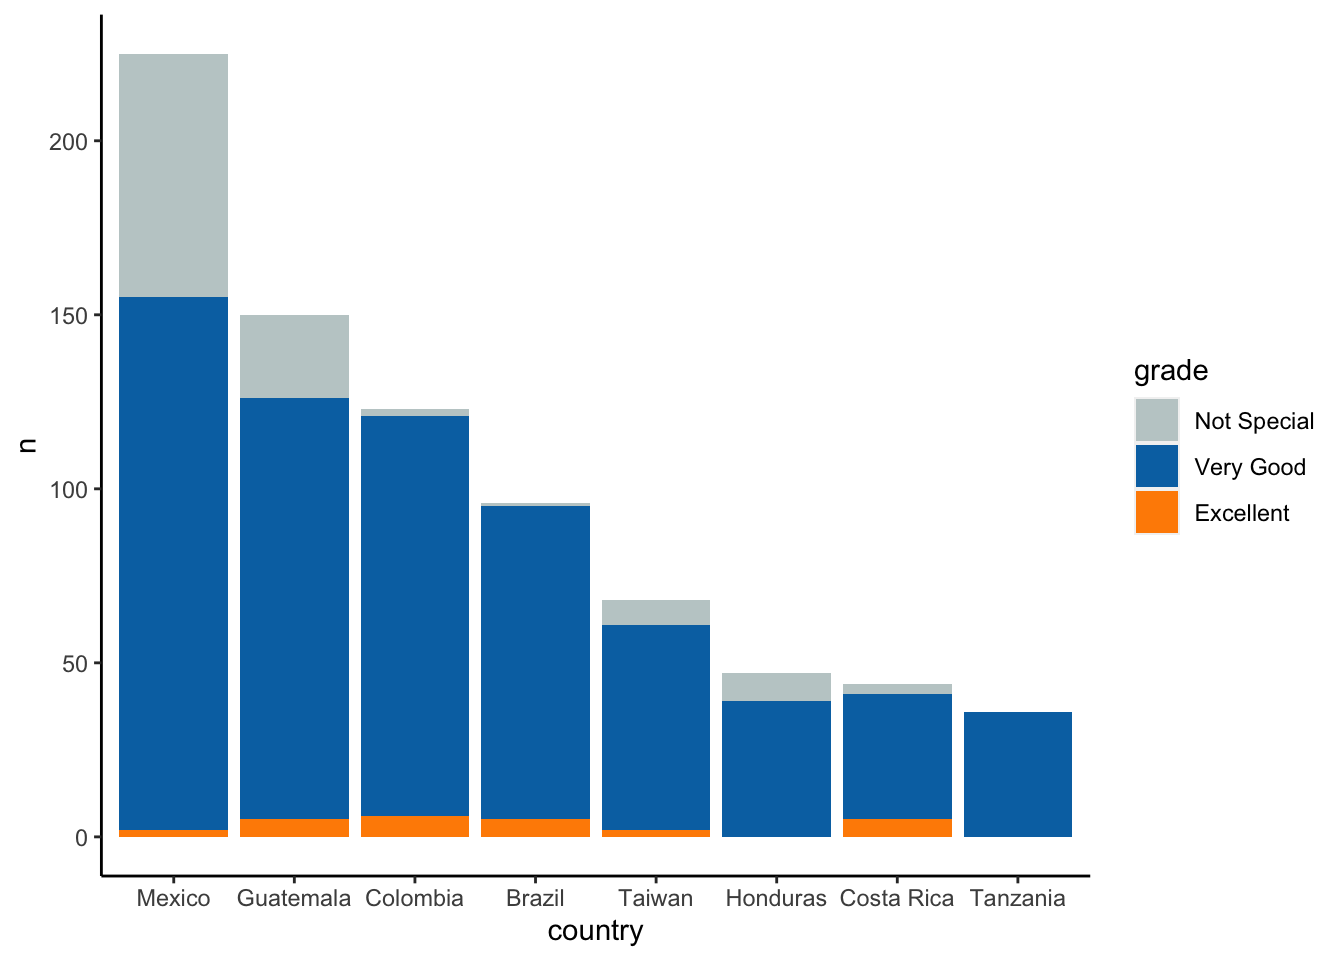 200
150
100
50
0
n
Mexico Guatemala Colombia Brazil Taiwan Honduras Costa Rica Tanzania
country
grade
Not Special
Very Good
Excellent